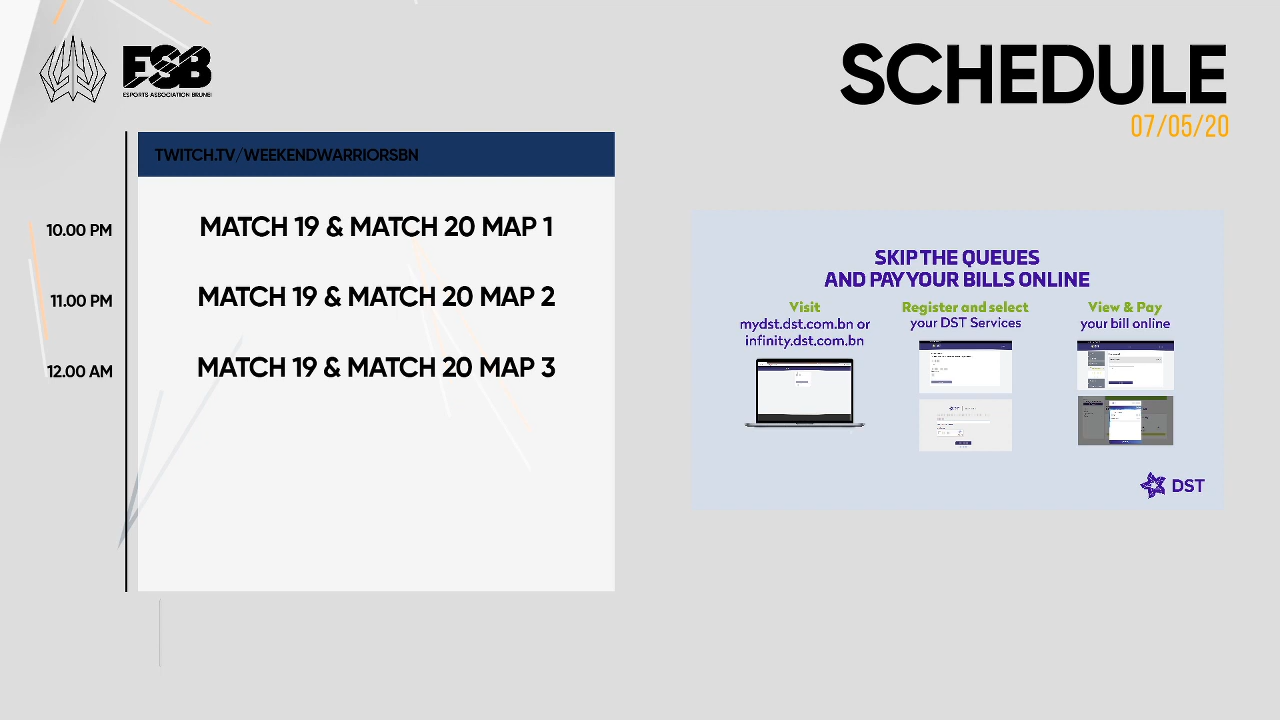 ESB
ESPORTS ASSOCIATION BRUNEI
SCHEDULE
07/05/20
TWITCH.TV/WEEKENDWARRIORSBN
10.00 PM MATCH 19 & MATCH 20 MAP 1
11.00 PM MATCH 19 & MATCH 20 MAP 2
12.00 AM MATCH 19 & MATCH 20 MAP 3
SKIP THE QUEUES
AND PAY YOUR BILLS ONLINE
Visit
mydst.dst.com.bn or
infinity.dst.com.bn
Register and select
your DST Services
View & Pay
your bill online
DST
DST